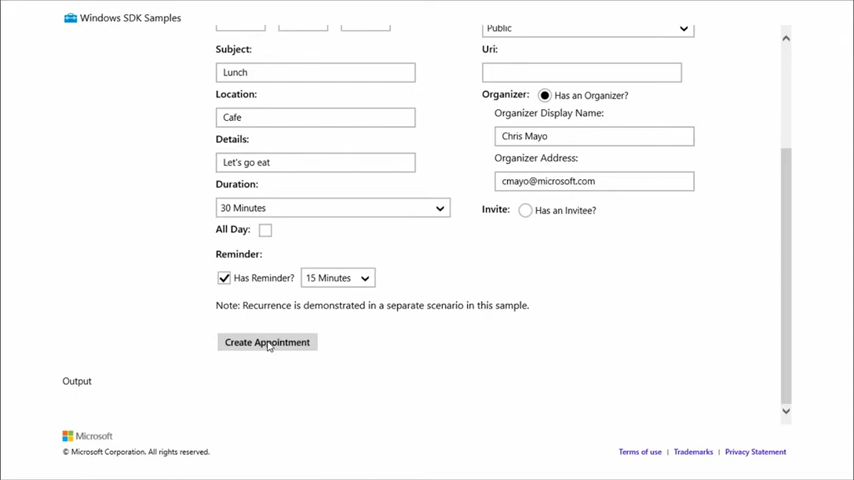 Windows SDK Samples
Public
Subject:
Lunch
Location:
Cafe
Details:
Let's go eat
Duration:
30 Minutes
All Day:
Reminder:
Has Reminder? 15 Minutes
Note: Recurrence is demonstrated in a separate scenario in this sample.
Create Appointment
Uri:
Organizer: Has an Organizer?
Organizer Display Name:
Chris Mayo
Organizer Address:
cmayo@microsoft.com
Invite: Has an Invitee?
Output
Microsoft
© Microsoft Corporation. All rights reserved.
Terms of use | Trademarks | Privacy Statement